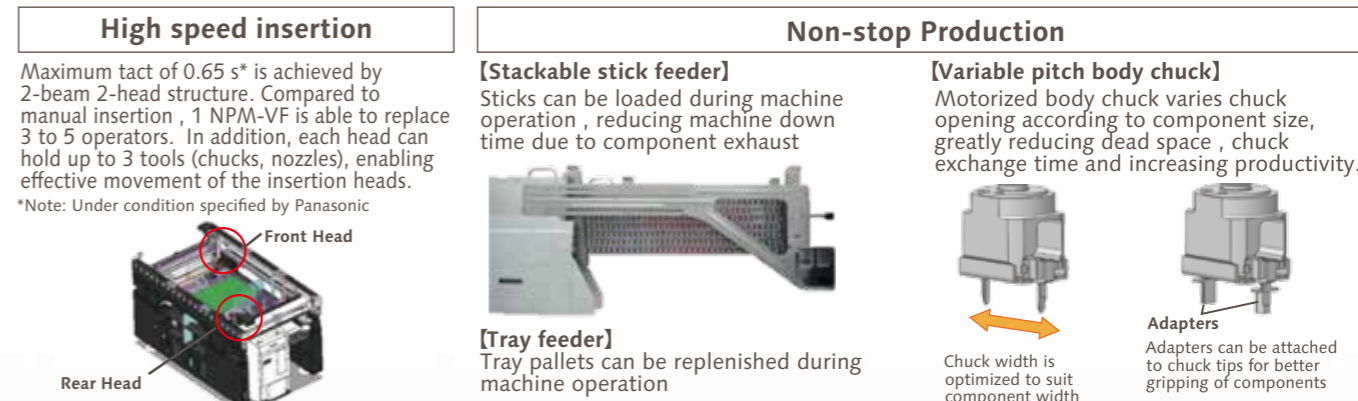 High speed insertion
Maximum tact of 0.65 s* is achieved by
2-beam 2-head structure. Compared to
manual insertion , 1 NPM-VF is able to replace
3 to 5 operators.  In addition, each head can
hold up to 3 tools (chucks, nozzles), enabling
effective movement of the insertion heads.
*Note: Under condition specified by Panasonic
Front Head
Rear Head
Non-stop Production
【Stackable stick feeder】
Sticks can be loaded during machine
operation , reducing machine down
time due to component exhaust
【Tray feeder】
Tray pallets can be replenished during
machine operation
【Variable pitch body chuck】
Motorized body chuck varies chuck
opening according to component size,
greatly reducing dead space , chuck
exchange time and increasing productivity.
Chuck width is
optimized to suit
component width
Adapters
Adapters can be attached
to chuck tips for better
gripping of components